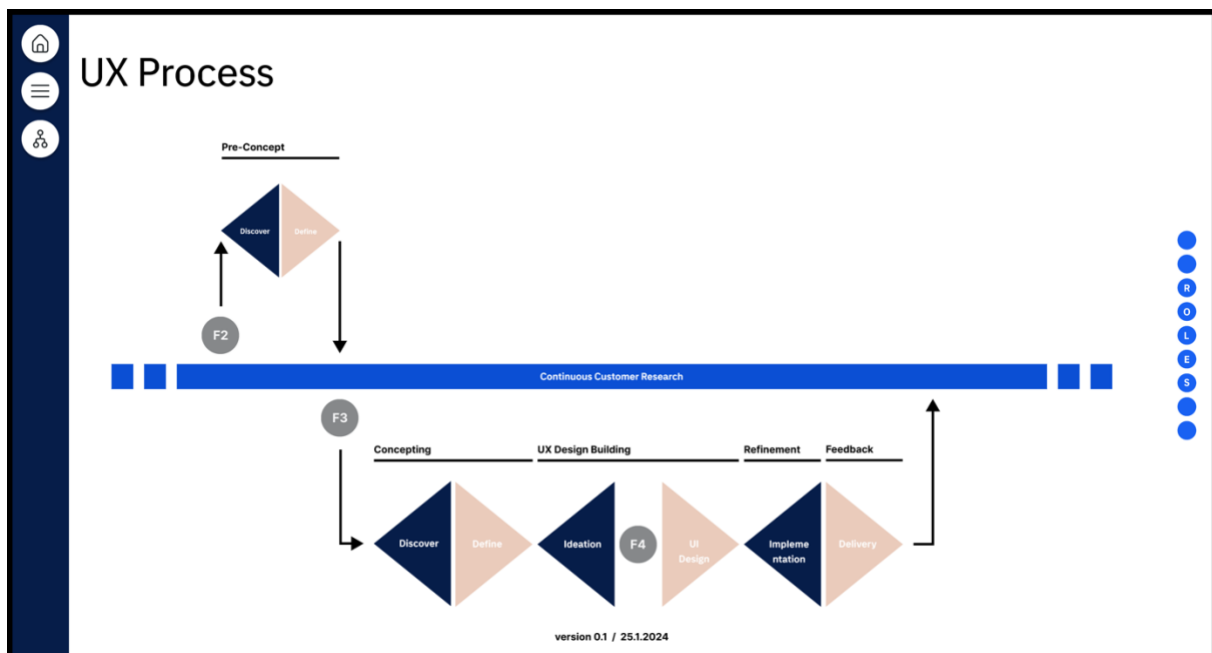 UX Process
Pre-Concept
Discover
Define
F2
Continuous Customer Research
F3
Concepting
UX Design Building
Refinement
Feedback
Discover
Define
Ideation
F4
UI
Design
Impleme
ntation
Delivery
version 0.1 / 25.1.2024
R
O
L
E
S